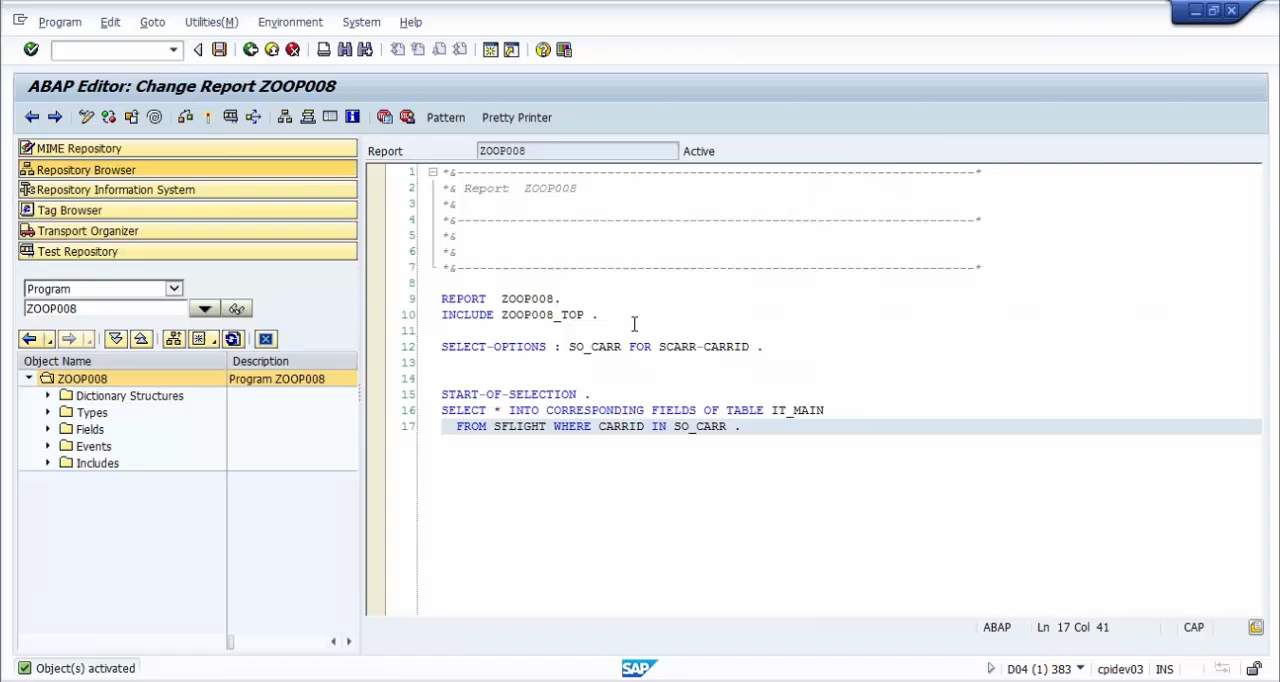 Program Edit Goto Utilities(M) Environment System Help
ABAP Editor: Change Report ZOOP008
Pattern Pretty Printer
MIME Repository
Repository Browser
Repository Information System
Tag Browser
Transport Organizer
Test Repository
Program
ZOOP008
Object Name Description
ZOOP008 Program ZOOP008
Dictionary Structures
Types
Fields
Events
Includes
Report ZOOP008 Active
1 *&---------------------------------------------------------------------*
2 *& Report ZOOP008
3 *&
4 *&---------------------------------------------------------------------*
5 *&
6 *&
7 *&---------------------------------------------------------------------*
8
9 REPORT ZOOP008.
10 INCLUDE ZOOP008_TOP .
11
12 SELECT-OPTIONS : SO_CARR FOR SCARR-CARRID .
13
14
15 START-OF-SELECTION .
16 SELECT * INTO CORRESPONDING FIELDS OF TABLE IT_MAIN
17 FROM SFLIGHT WHERE CARRID IN SO_CARR .
ABAP Ln 17 Col 41 CAP
Object(s) activated SAP D04 (1) 383 cpidev03 INS